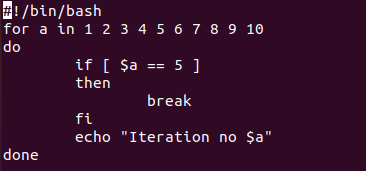 #!/bin/bash
for a in 1 2 3 4 5 6 7 8 9 10
do
        if [ $a == 5 ]
        then
                break
        fi
        echo "Iteration no $a"
done